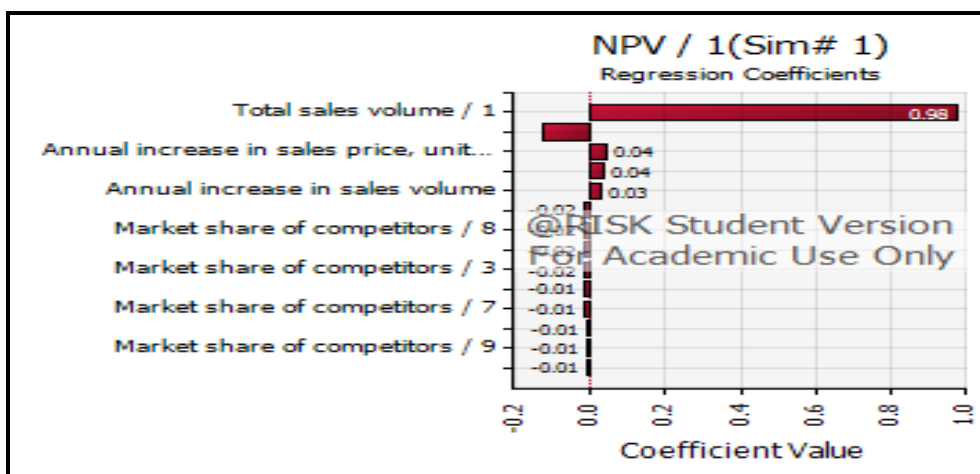 NPV / 1(Sim# 1)
Regression Coefficients
Total sales volume / 1
0.98
Annual increase in sales price, unit...
0.04
0.04
Annual increase in sales volume
0.03
-0.02
Market share of competitors / 8
@RISK Student Version
For Academic Use Only
Market share of competitors / 3
-0.02
-0.01
Market share of competitors / 7
-0.01
-0.01
Market share of competitors / 9
-0.01
-0.01
-0.2
0.0
0.2
0.4
0.6
0.8
1.0
Coefficient Value